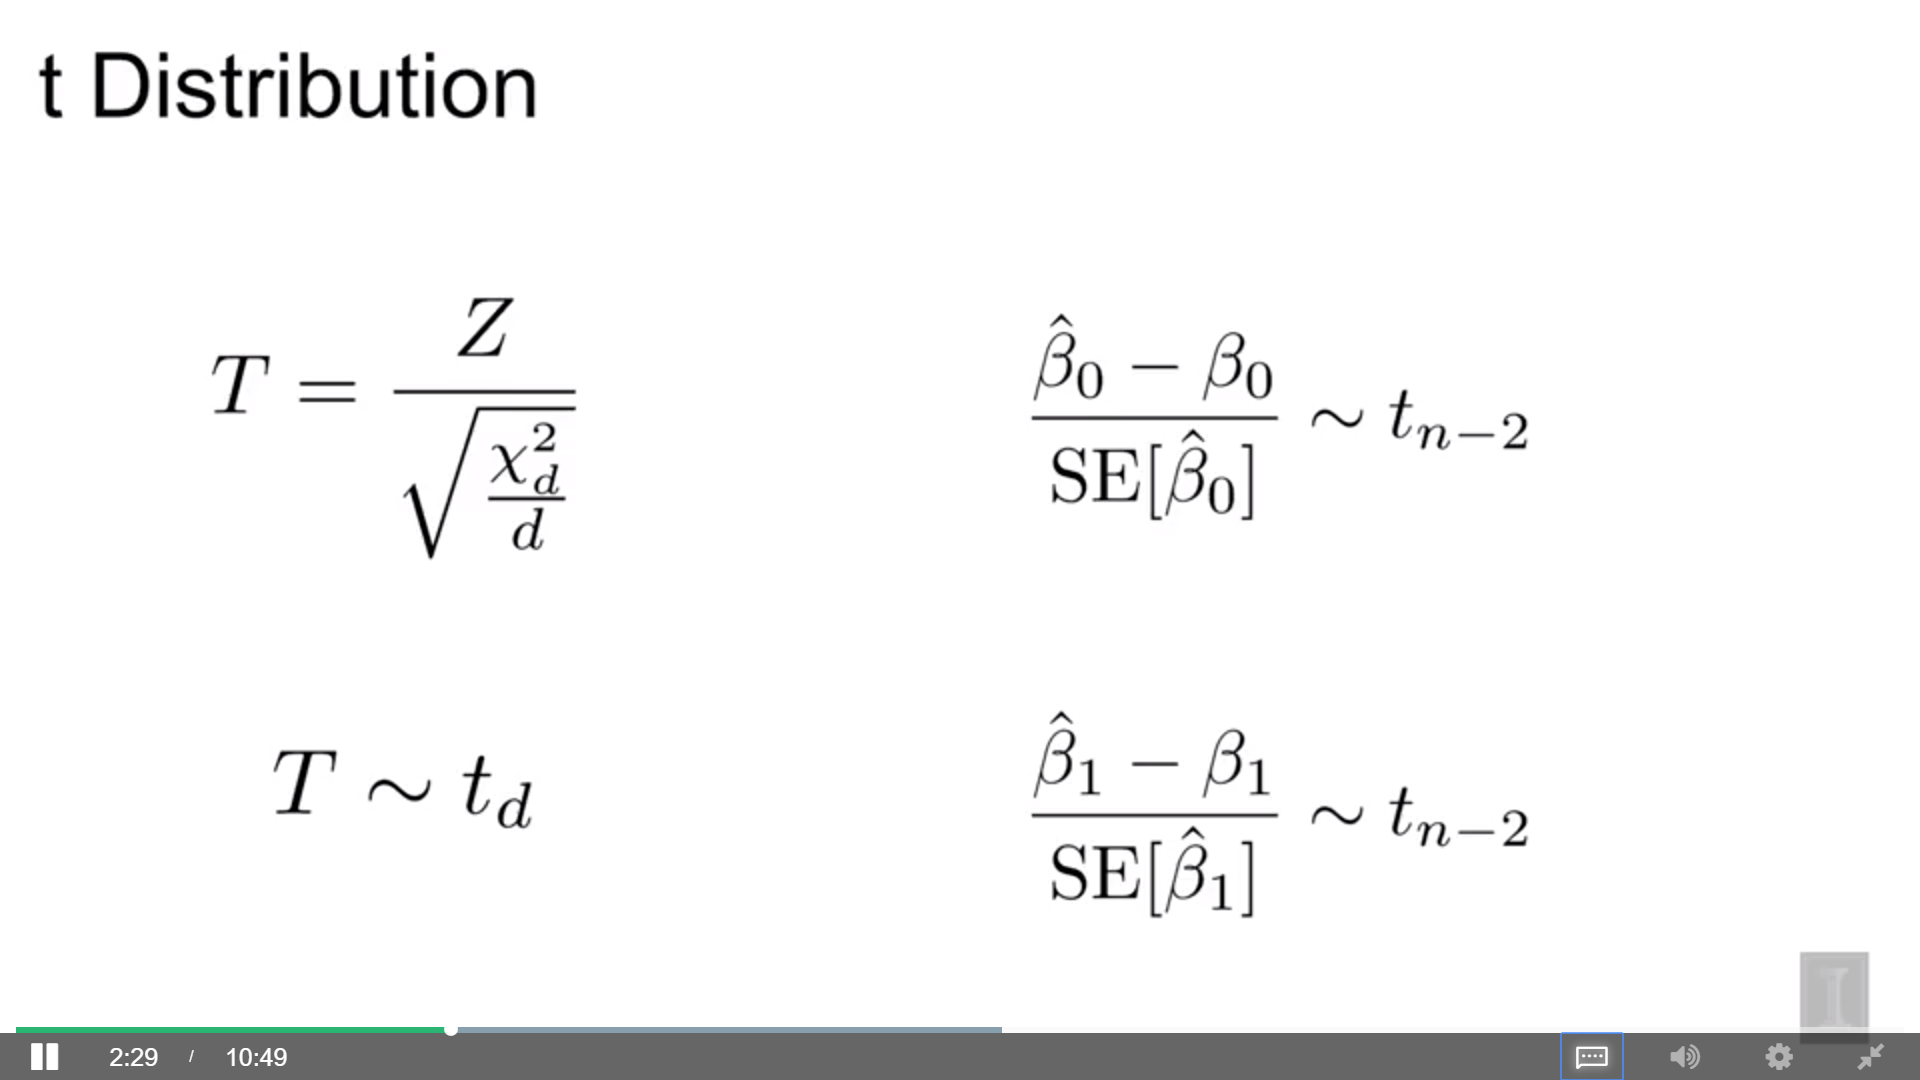 t Distribution
T = Z / √(χ²_d / d)
T ∼ t_d
(β̂₀ − β₀) / SE[β̂₀] ∼ t_{n−2}
(β̂₁ − β₁) / SE[β̂₁] ∼ t_{n−2}
I
2:29 / 10:49